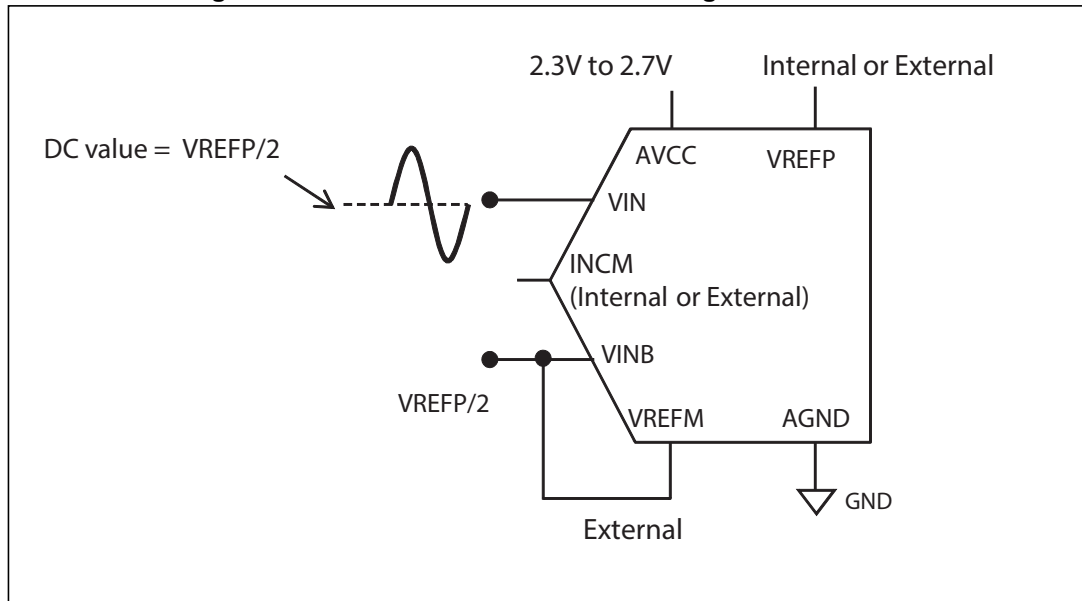 2.3V to 2.7V
Internal or External
DC value = VREFP/2
AVCC
VREFP
VIN
INCM
(Internal or External)
VINB
VREFP/2
VREFM
AGND
GND
External